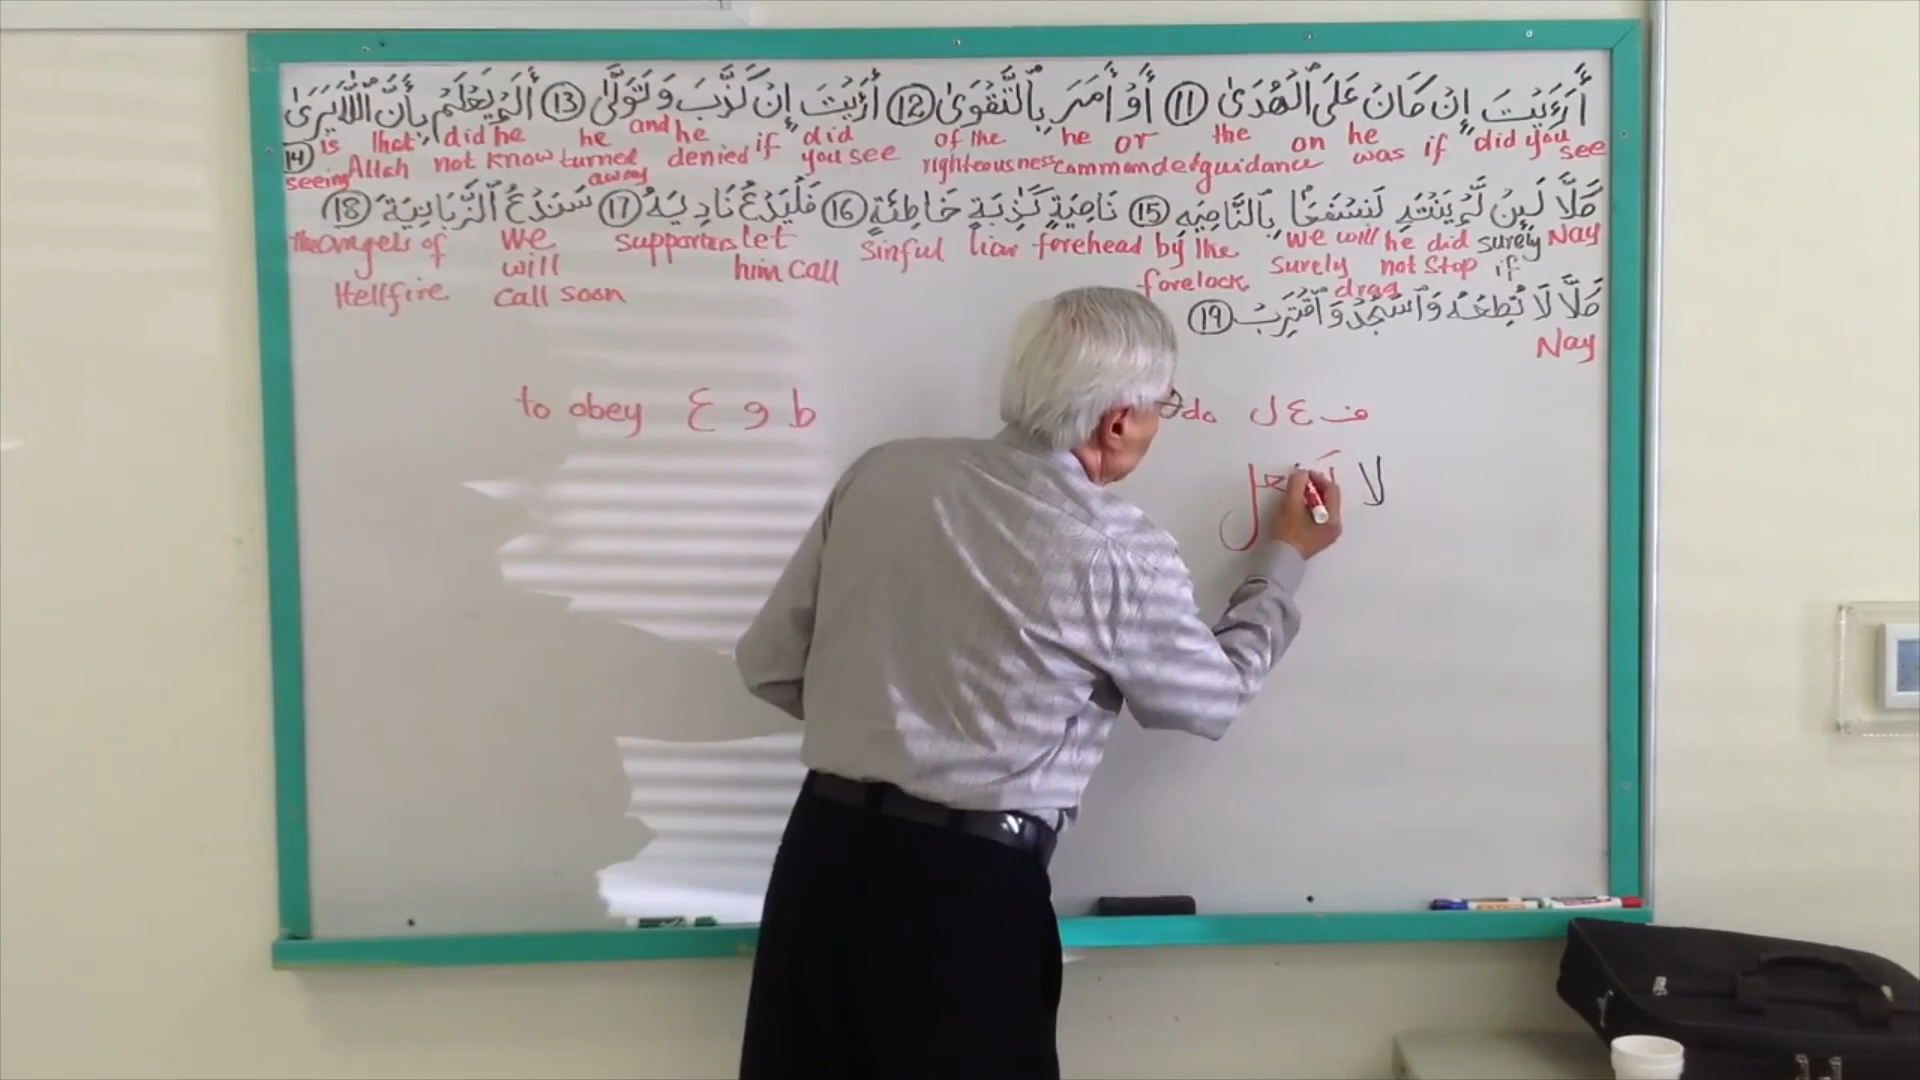 أَرَءَيْتَ إِنْ كَانَ عَلَى ٱلْهُدَىٰ (11) أَوْ أَمَرَ بِٱلتَّقْوَىٰ (12) أَرَءَيْتَ إِنْ كَذَّبَ وَتَوَلَّىٰ (13) أَلَمْ يَعْلَمْ بِأَنَّ ٱللَّهَ يَرَىٰ
is that did he he and he if did of the he or the on he if did you
(14) seeing Allah not know turned away denied you see righteousness commanded guidance was see
كَلَّا لَئِنْ لَّمْ يَنْتَهِ لَنَسْفَعًا بِٱلنَّاصِيَةِ (15) نَاصِيَةٍ كَٰذِبَةٍ خَاطِئَةٍ (16) فَلْيَدْعُ نَادِيَهُ (17) سَنَدْعُ ٱلزَّبَانِيَةَ (18)
the angels of we supporters let sinful liar forehead by the we will he did surely Nay
Hellfire will call soon him call forelock surely drag not stop if
كَلَّا لَا تُطِعْهُ وَٱسْجُدْ وَٱقْتَرِبْ (19)
Nay
to obey ط و ع
do ف ع ل
لا